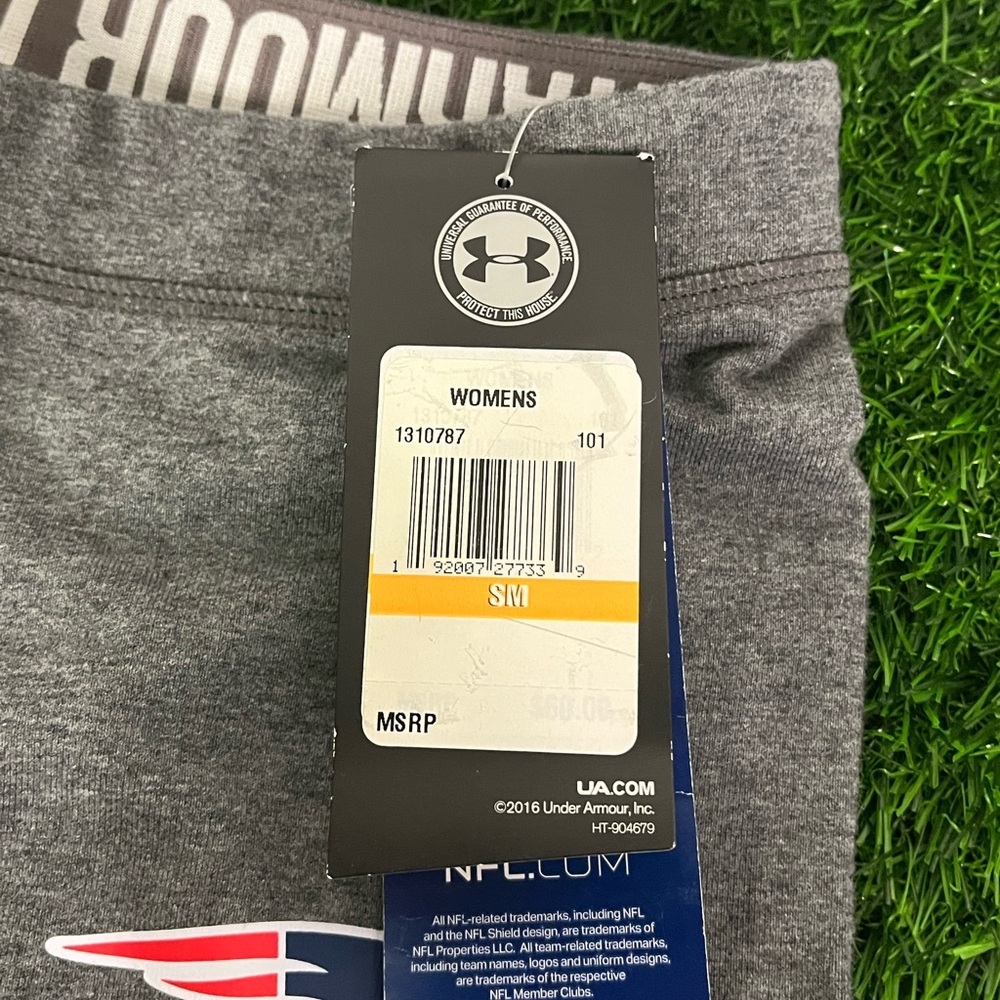 UNIVERSAL GUARANTEE OF PERFORMANCE
PROTECT THIS HOUSE
WOMENS
1310787 101
1 92007 27733 9
SM
MSRP
UA.COM
©2016 Under Armour, Inc.
HT-904679
NFL.COM
All NFL-related trademarks, including NFL
and the NFL Shield design, are trademarks of
NFL Properties LLC. All team-related trademarks,
including team names, logos and uniform designs,
are trademarks of the respective
NFL Member Clubs.